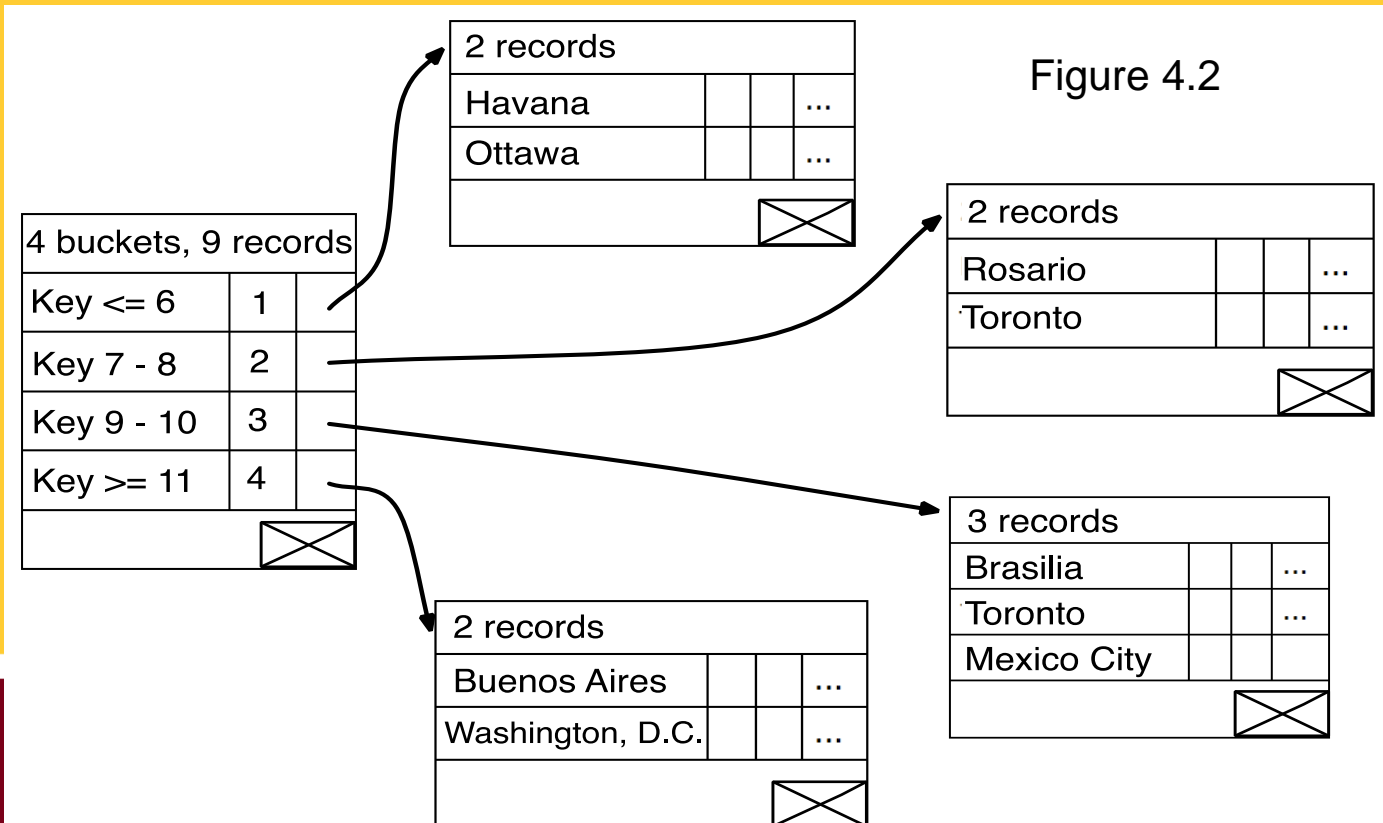 Figure 4.2
2 records
Havana ...
Ottawa ...
4 buckets, 9 records
Key <= 6 1
Key 7 - 8 2
Key 9 - 10 3
Key >= 11 4
2 records
Rosario ...
Toronto ...
3 records
Brasilia ...
Toronto ...
Mexico City
2 records
Buenos Aires ...
Washington, D.C. ...